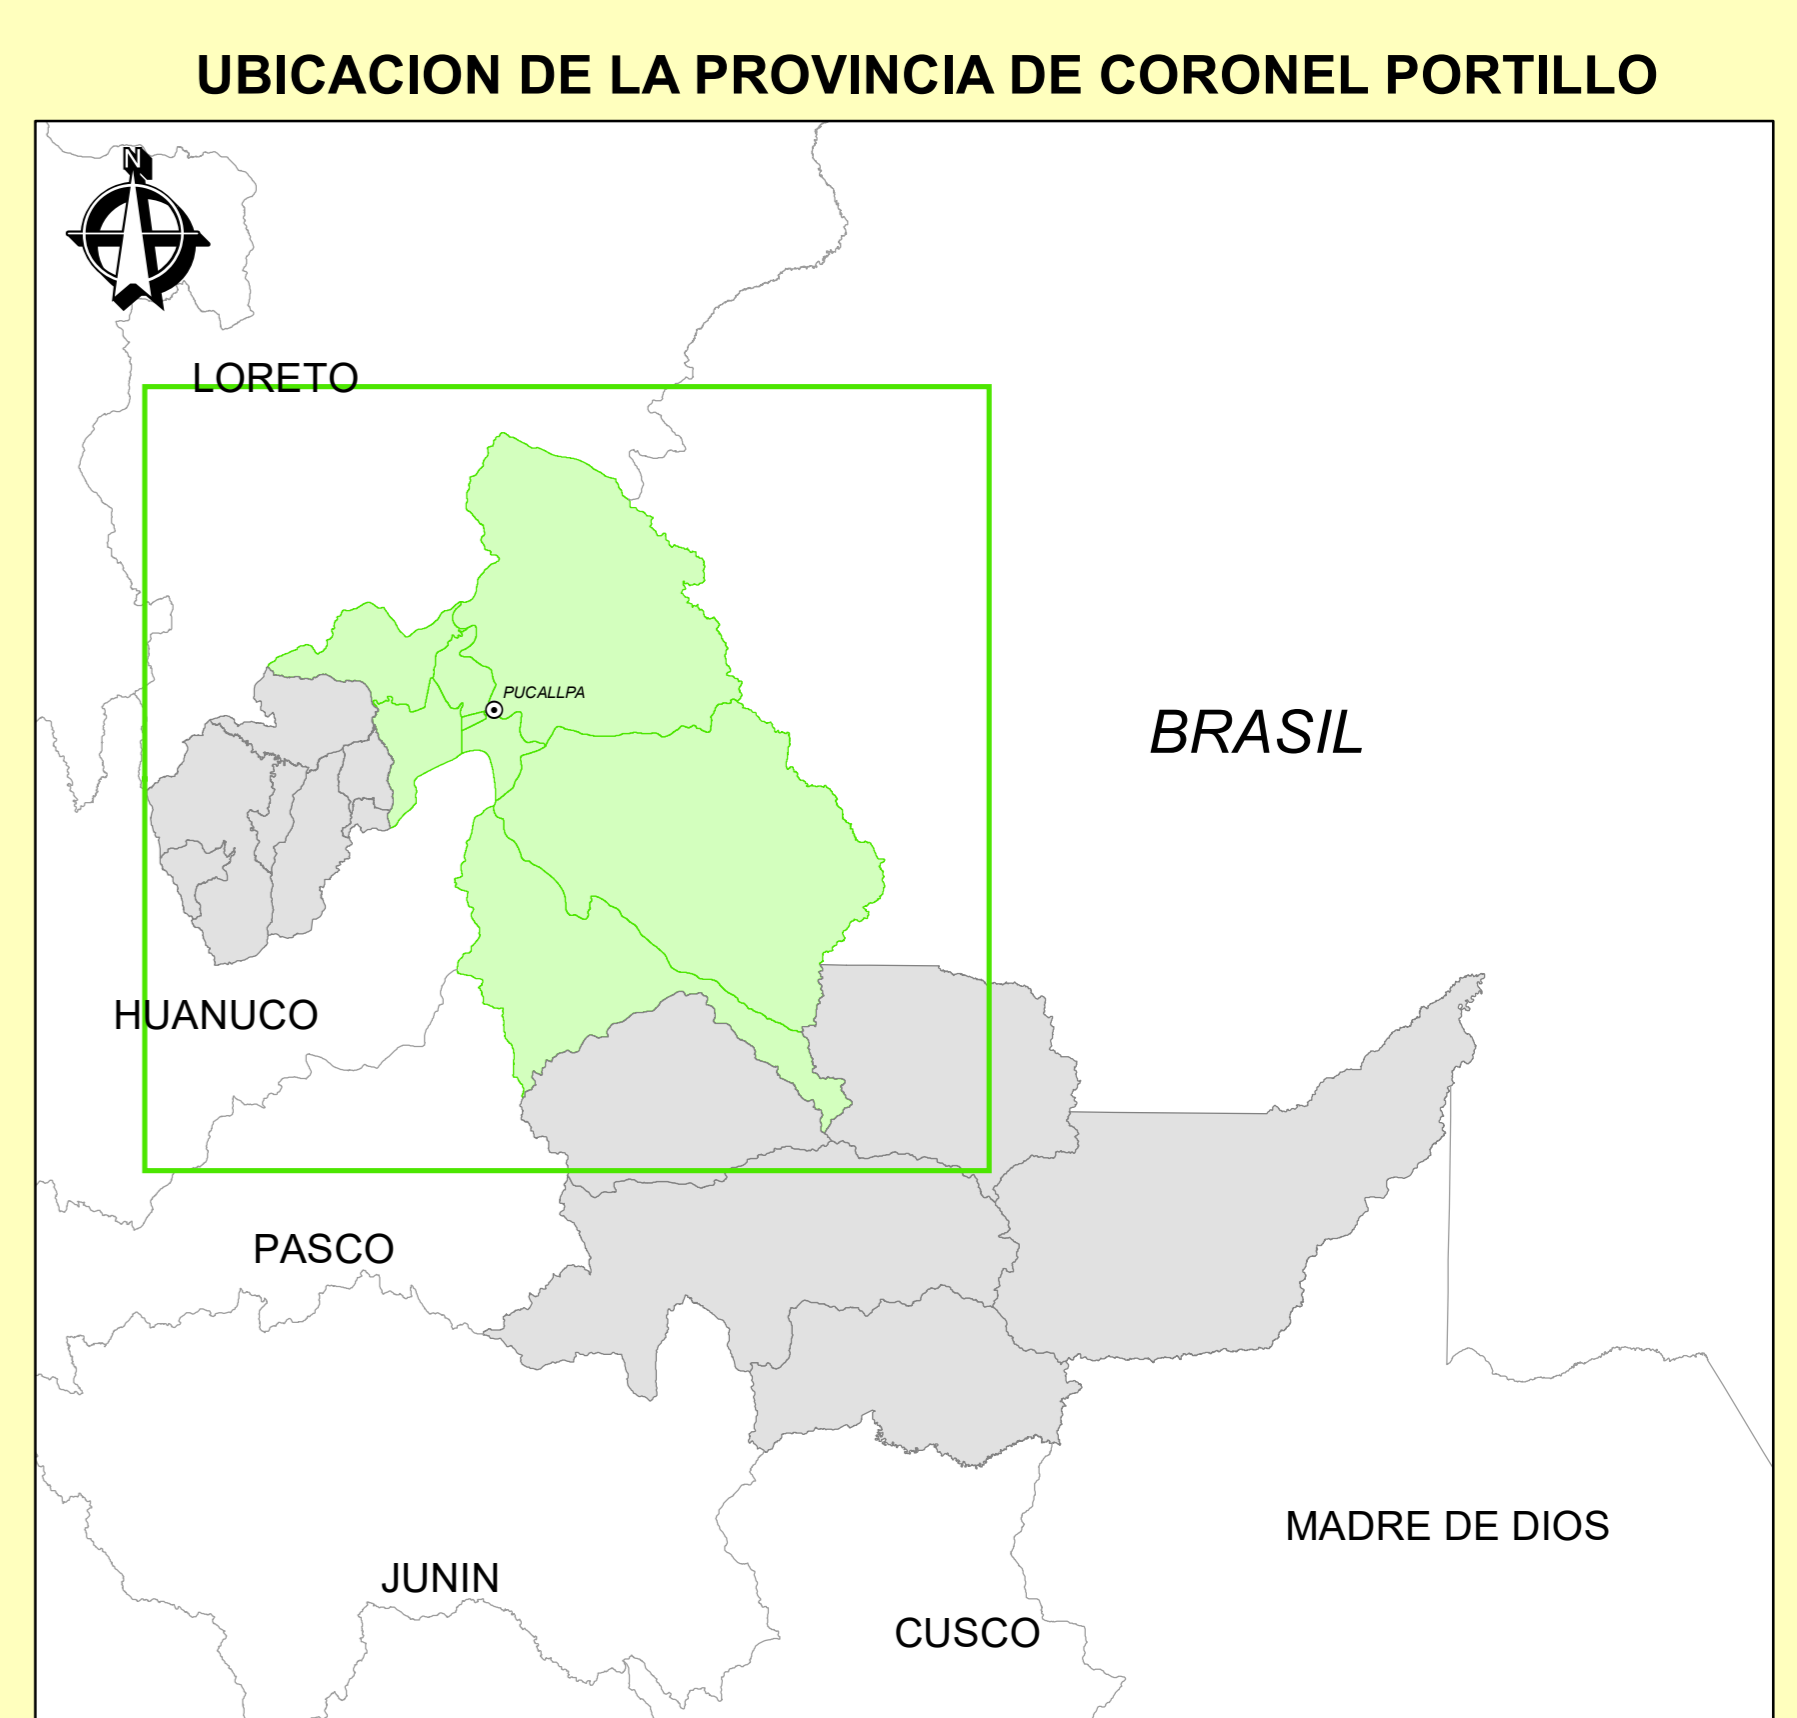 UBICACION DE LA PROVINCIA DE CORONEL PORTILLO
N
LORETO
PUCALLPA
BRASIL
HUANUCO
PASCO
MADRE DE DIOS
JUNIN
CUSCO